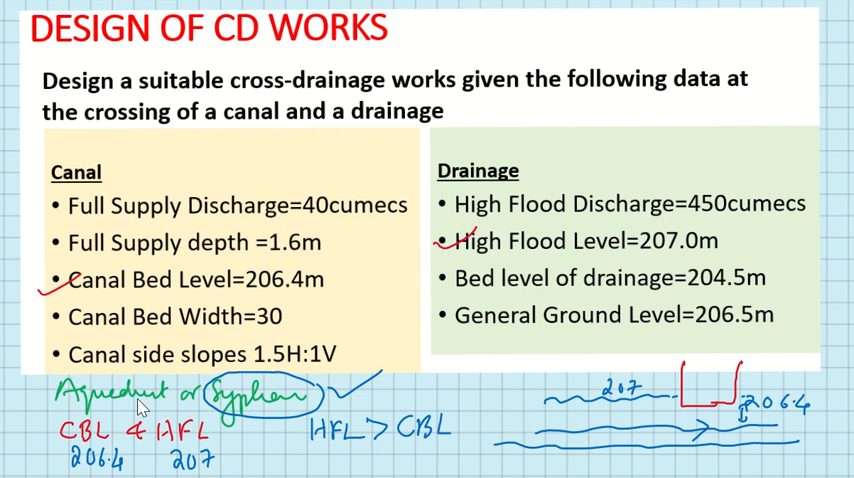 DESIGN OF CD WORKS
Design a suitable cross-drainage works given the following data at
the crossing of a canal and a drainage
Canal
• Full Supply Discharge=40cumecs
• Full Supply depth =1.6m
• Canal Bed Level=206.4m
• Canal Bed Width=30
• Canal side slopes 1.5H:1V
Drainage
• High Flood Discharge=450cumecs
• High Flood Level=207.0m
• Bed level of drainage=204.5m
• General Ground Level=206.5m
Aqueduct or Syphon
CBL & HFL
206.4 207
HFL > CBL
207
206.4